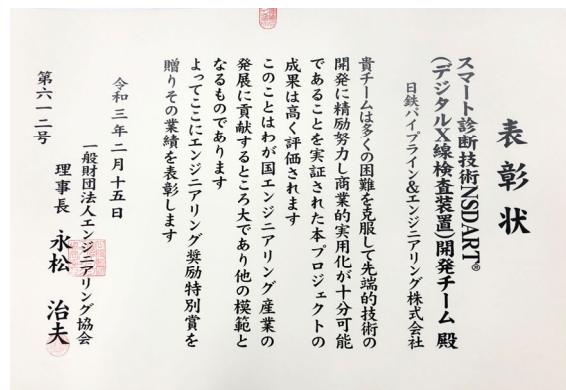 表彰状
スマート診断技術NSDART®
(デジタルX線検査装置)開発チーム 殿
日鉄パイプライン&エンジニアリング株式会社
貴チームは多くの困難を克服して先端的技術の
開発に精励努力し商業的実用化が十分可能
であることを実証された本プロジェクトの
成果は高く評価されます
このことはわが国エンジニアリング産業の
発展に貢献するところ大であり他の模範と
なるものであります
よってここにエンジニアリング奨励特別賞を
贈りその業績を表彰します
令和三年二月十五日
一般財団法人エンジニアリング協会
理事長 永松 治夫
第六一二号